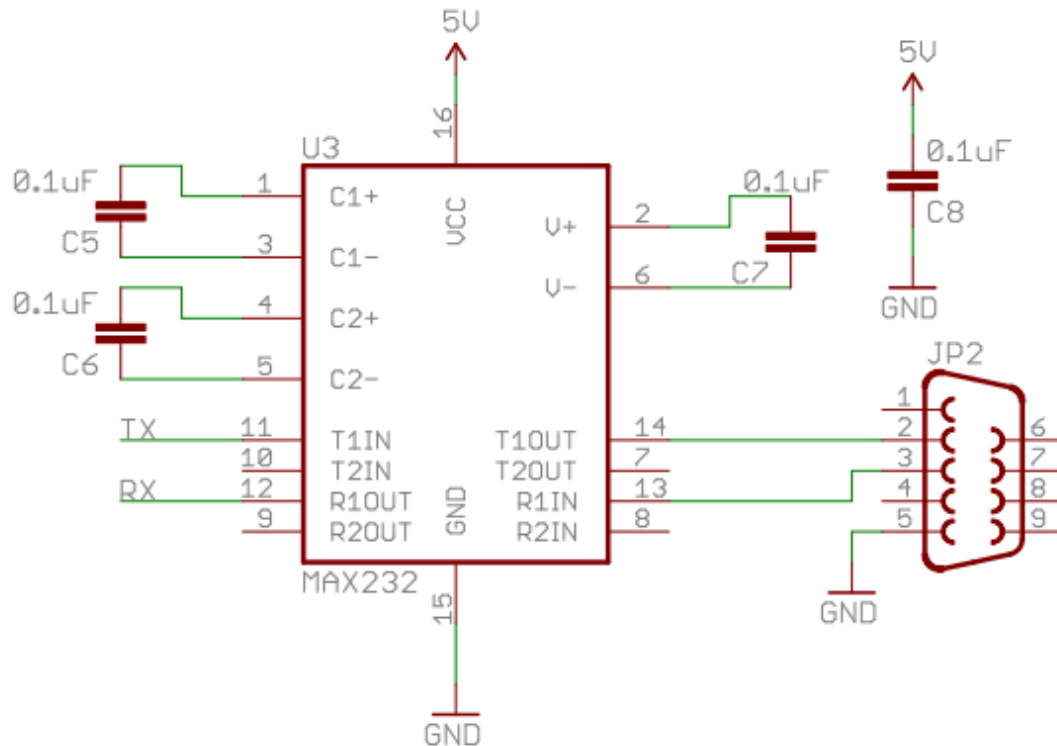 5V
5V
16
U3
0.1uF
1
C1+
VCC
0.1uF
2
V+
0.1uF
C8
C5
3
C1-
C7
6
V-
0.1uF
4
C2+
GND
C6
5
C2-
JP2
1
TX
11
T1IN
T1OUT
14
2
6
10
T2IN
T2OUT
7
3
7
RX
12
R1OUT
GND
R1IN
13
4
8
9
R2OUT
R2IN
8
5
9
MAX232
15
GND
GND